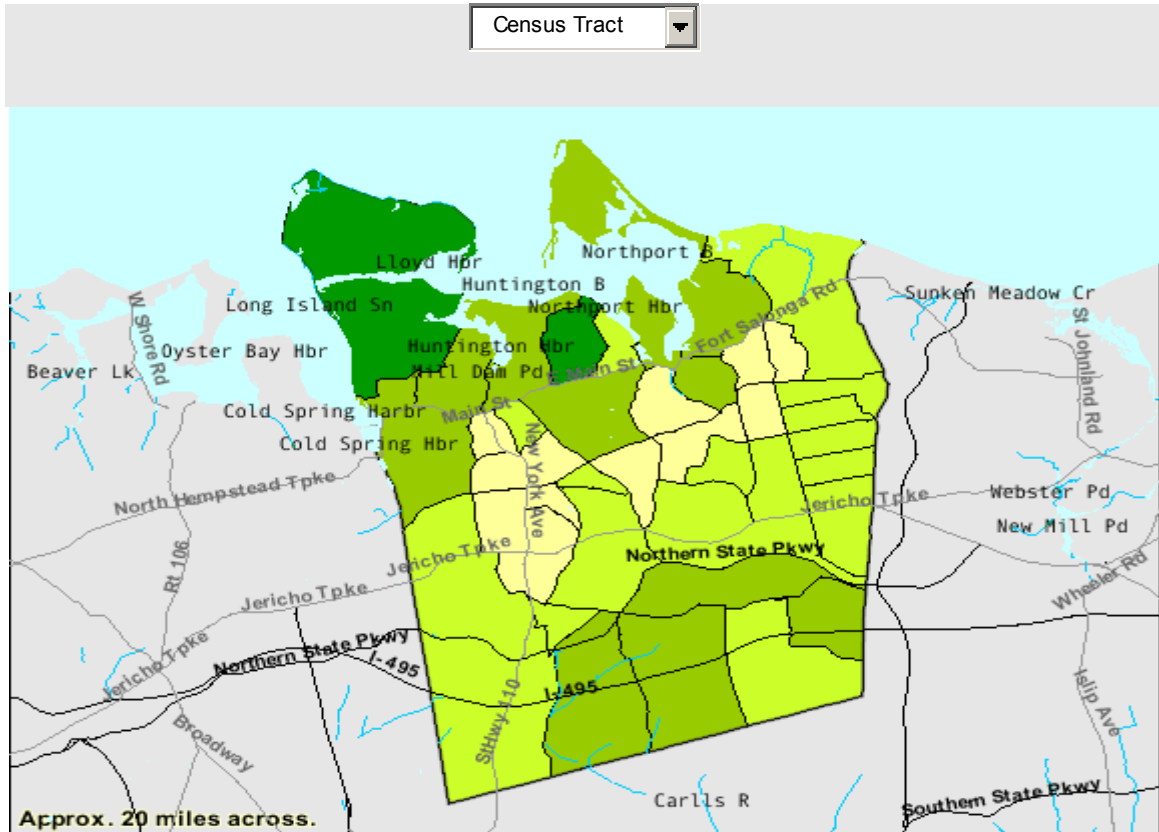 Census Tract
Northport B
Lloyd Hbr
Huntington B
Sunken Meadow Cr
Long Island Sn
Northport Hbr
W Shore Rd
Fort Salonga Rd
St Johnland Rd
Huntington Hbr
Oyster Bay Hbr
Beaver Lk
Mill Dam Pd
E Main St
Main St
Cold Spring Harbr
Cold Spring Hbr
New York Ave
North Hempstead Tpke
Jericho Tpke
Webster Pd
New Mill Pd
Jericho Tpke
Northern State Pkwy
Rt 106
Wheeler Rd
Jericho Tpke
Northern State Pkwy
Jericho Tpke
I-495
I-495
StHwy 110
Islip Ave
Broadway
Carlls R
Southern State Pkwy
Approx. 20 miles across.